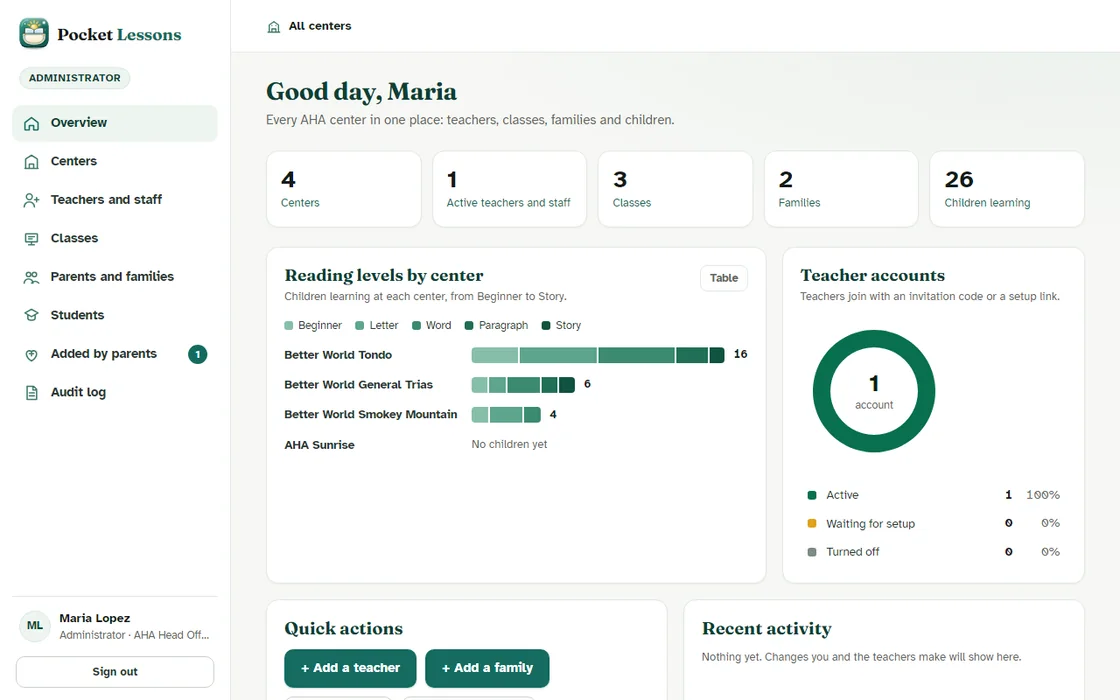 Pocket Lessons
ADMINISTRATOR
Overview
Centers
Teachers and staff
Classes
Parents and families
Students
Added by parents 1
Audit log
ML
Maria Lopez
Administrator · AHA Head Off...
Sign out
All centers
Good day, Maria
Every AHA center in one place: teachers, classes, families and children.
4
Centers
1
Active teachers and staff
3
Classes
2
Families
26
Children learning
Reading levels by center
Table
Children learning at each center, from Beginner to Story.
Beginner Letter Word Paragraph Story
Better World Tondo 16
Better World General Trias 6
Better World Smokey Mountain 4
AHA Sunrise No children yet
Teacher accounts
Teachers join with an invitation code or a setup link.
1
account
Active 1 100%
Waiting for setup 0 0%
Turned off 0 0%
Quick actions
+ Add a teacher + Add a family
Recent activity
Nothing yet. Changes you and the teachers make will show here.